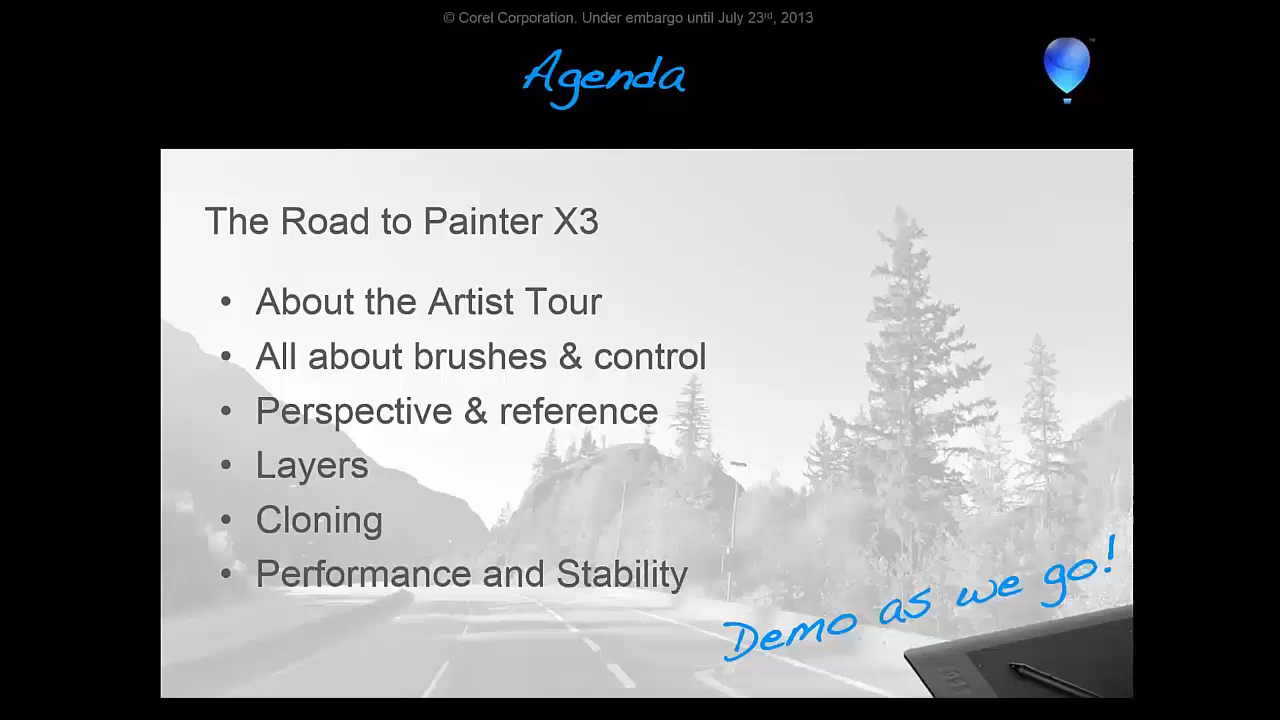 © Corel Corporation. Under embargo until July 23rd, 2013
Agenda
The Road to Painter X3
• About the Artist Tour
• All about brushes & control
• Perspective & reference
• Layers
• Cloning
• Performance and Stability
Demo as we go!